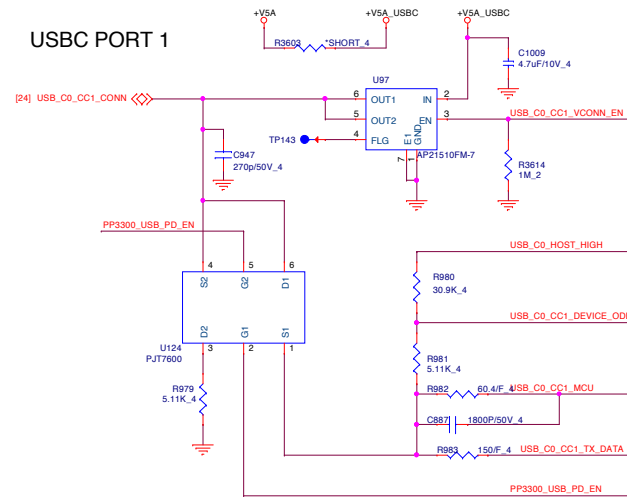 +V5A
+V5A_USBC
+V5A_USBC
USBC PORT 1
R3603
*SHORT_4
C1009
4.7uF/10V_4
U97
[24] USB_C0_CC1_CONN
6
OUT1
IN
2
5
OUT2
EN
3
USB_C0_CC1_VCONN_EN
TP143
4
FLG
E1
GND
7
1
AP21510FM-7
C947
270p/50V_4
R3614
1M_2
PP3300_USB_PD_EN
USB_C0_HOST_HIGH
4
5
6
S2
G2
D1
R980
30.9K_4
USB_C0_CC1_DEVICE_ODL
D2
G1
S1
U124
3
2
1
PJT7600
R981
5.11K_4
R979
5.11K_4
R982
60.4/F_4
USB_C0_CC1_MCU
C887
1800P/50V_4
R983
150/F_4
USB_C0_CC1_TX_DATA
PP3300_USB_PD_EN